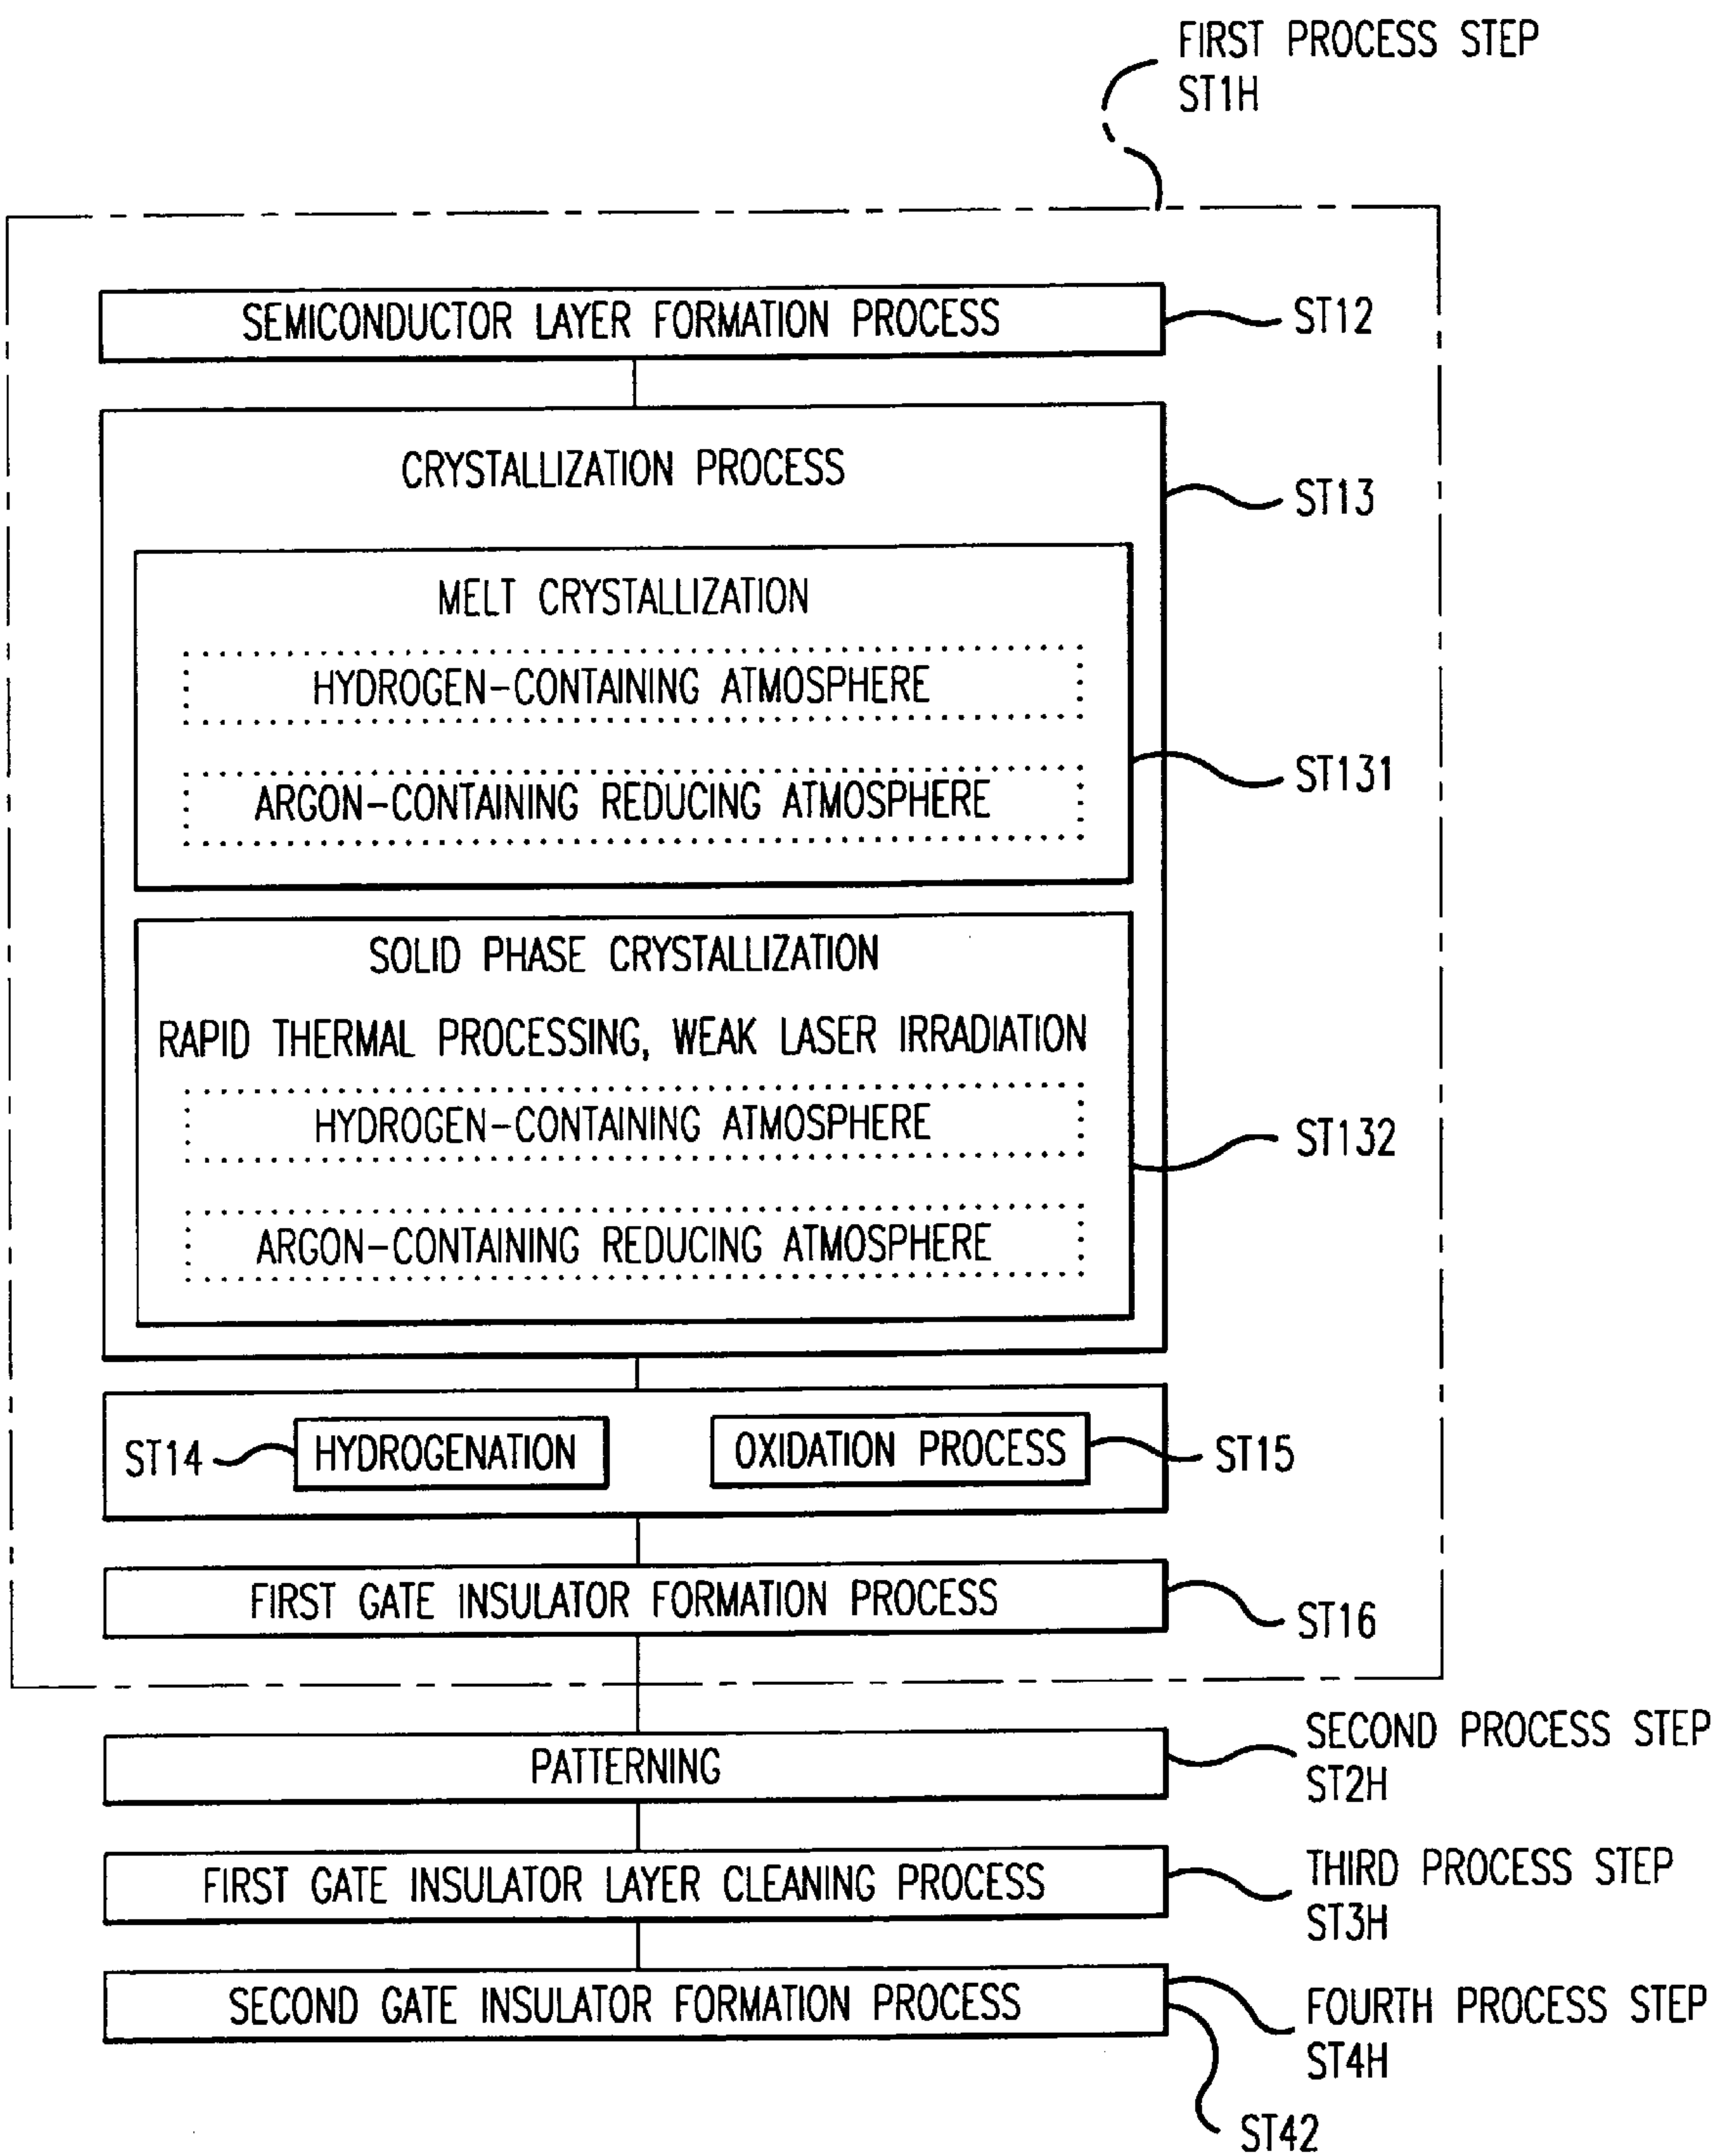 FIRST PROCESS STEP
ST1H
SEMICONDUCTOR LAYER FORMATION PROCESS
ST12
CRYSTALLIZATION PROCESS
ST13
MELT CRYSTALLIZATION
HYDROGEN-CONTAINING ATMOSPHERE
ST131
ARGON-CONTAINING REDUCING ATMOSPHERE
SOLID PHASE CRYSTALLIZATION
RAPID THERMAL PROCESSING, WEAK LASER IRRADIATION
HYDROGEN-CONTAINING ATMOSPHERE
ST132
ARGON-CONTAINING REDUCING ATMOSPHERE
ST14
HYDROGENATION
OXIDATION PROCESS
ST15
FIRST GATE INSULATOR FORMATION PROCESS
ST16
PATTERNING
SECOND PROCESS STEP
ST2H
FIRST GATE INSULATOR LAYER CLEANING PROCESS
THIRD PROCESS STEP
ST3H
SECOND GATE INSULATOR FORMATION PROCESS
FOURTH PROCESS STEP
ST4H
ST42